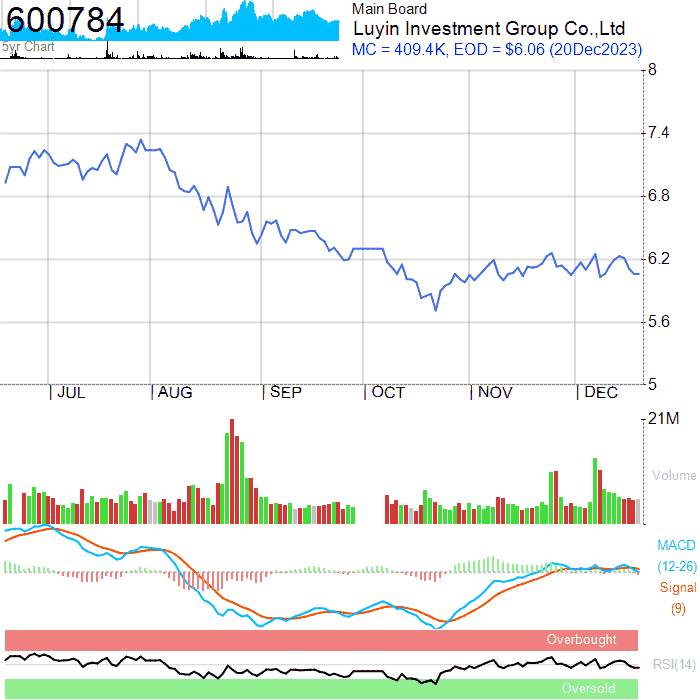 600784
5yr Chart
Main Board
Luyin Investment Group Co.,Ltd
MC = 409.4K, EOD = $6.06 (20Dec2023)
8
7.4
6.8
6.2
5.6
5
JUL
AUG
SEP
OCT
NOV
DEC
21M
Volume
MACD
(12-26)
Signal
(9)
Overbought
RSI(14)
Oversold